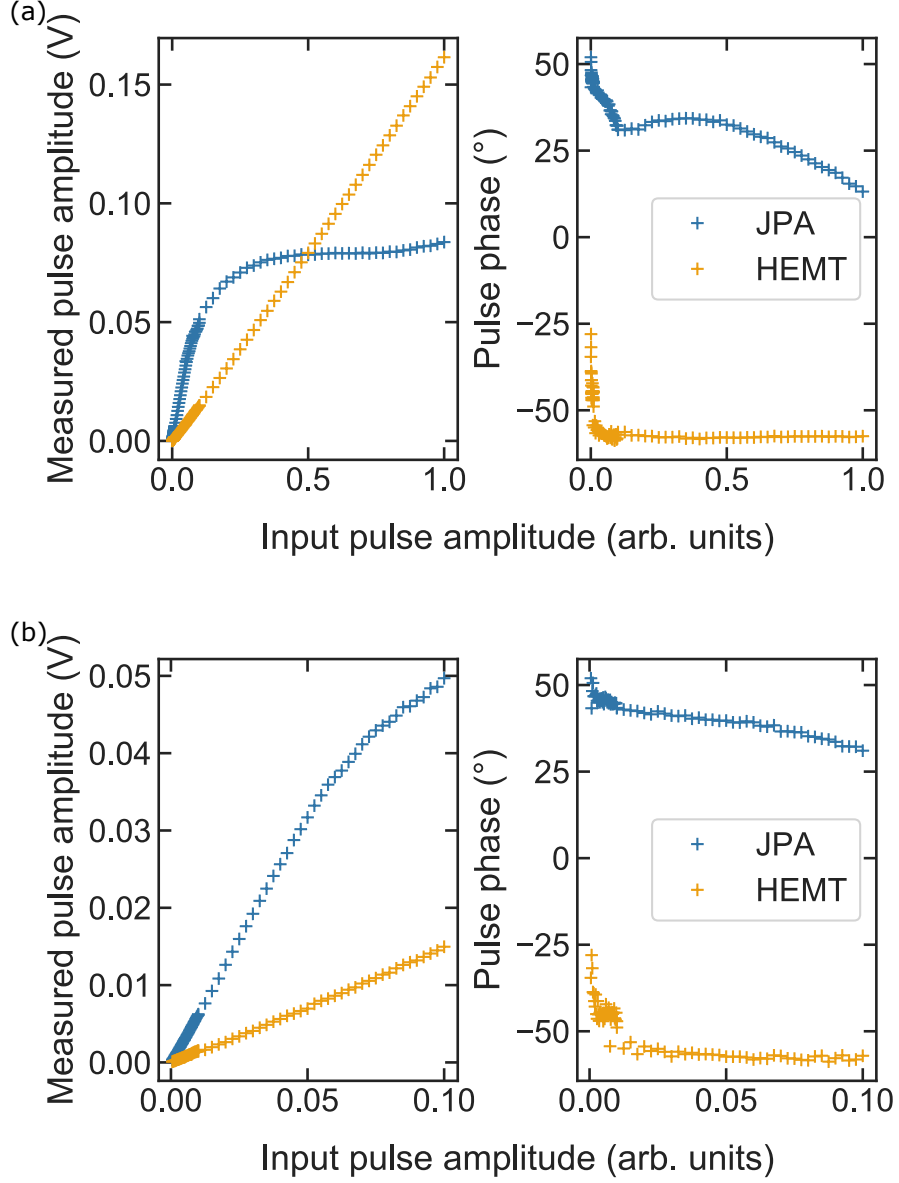 (a)
Measured pulse amplitude (V)
0.15
0.10
0.05
0.00
0.0
0.5
1.0
Pulse phase (°)
50
25
0
−25
−50
0.0
0.5
1.0
JPA
HEMT
Input pulse amplitude (arb. units)
(b)
Measured pulse amplitude (V)
0.05
0.04
0.03
0.02
0.01
0.00
0.00
0.05
0.10
Pulse phase (°)
50
25
0
−25
−50
0.00
0.05
0.10
JPA
HEMT
Input pulse amplitude (arb. units)